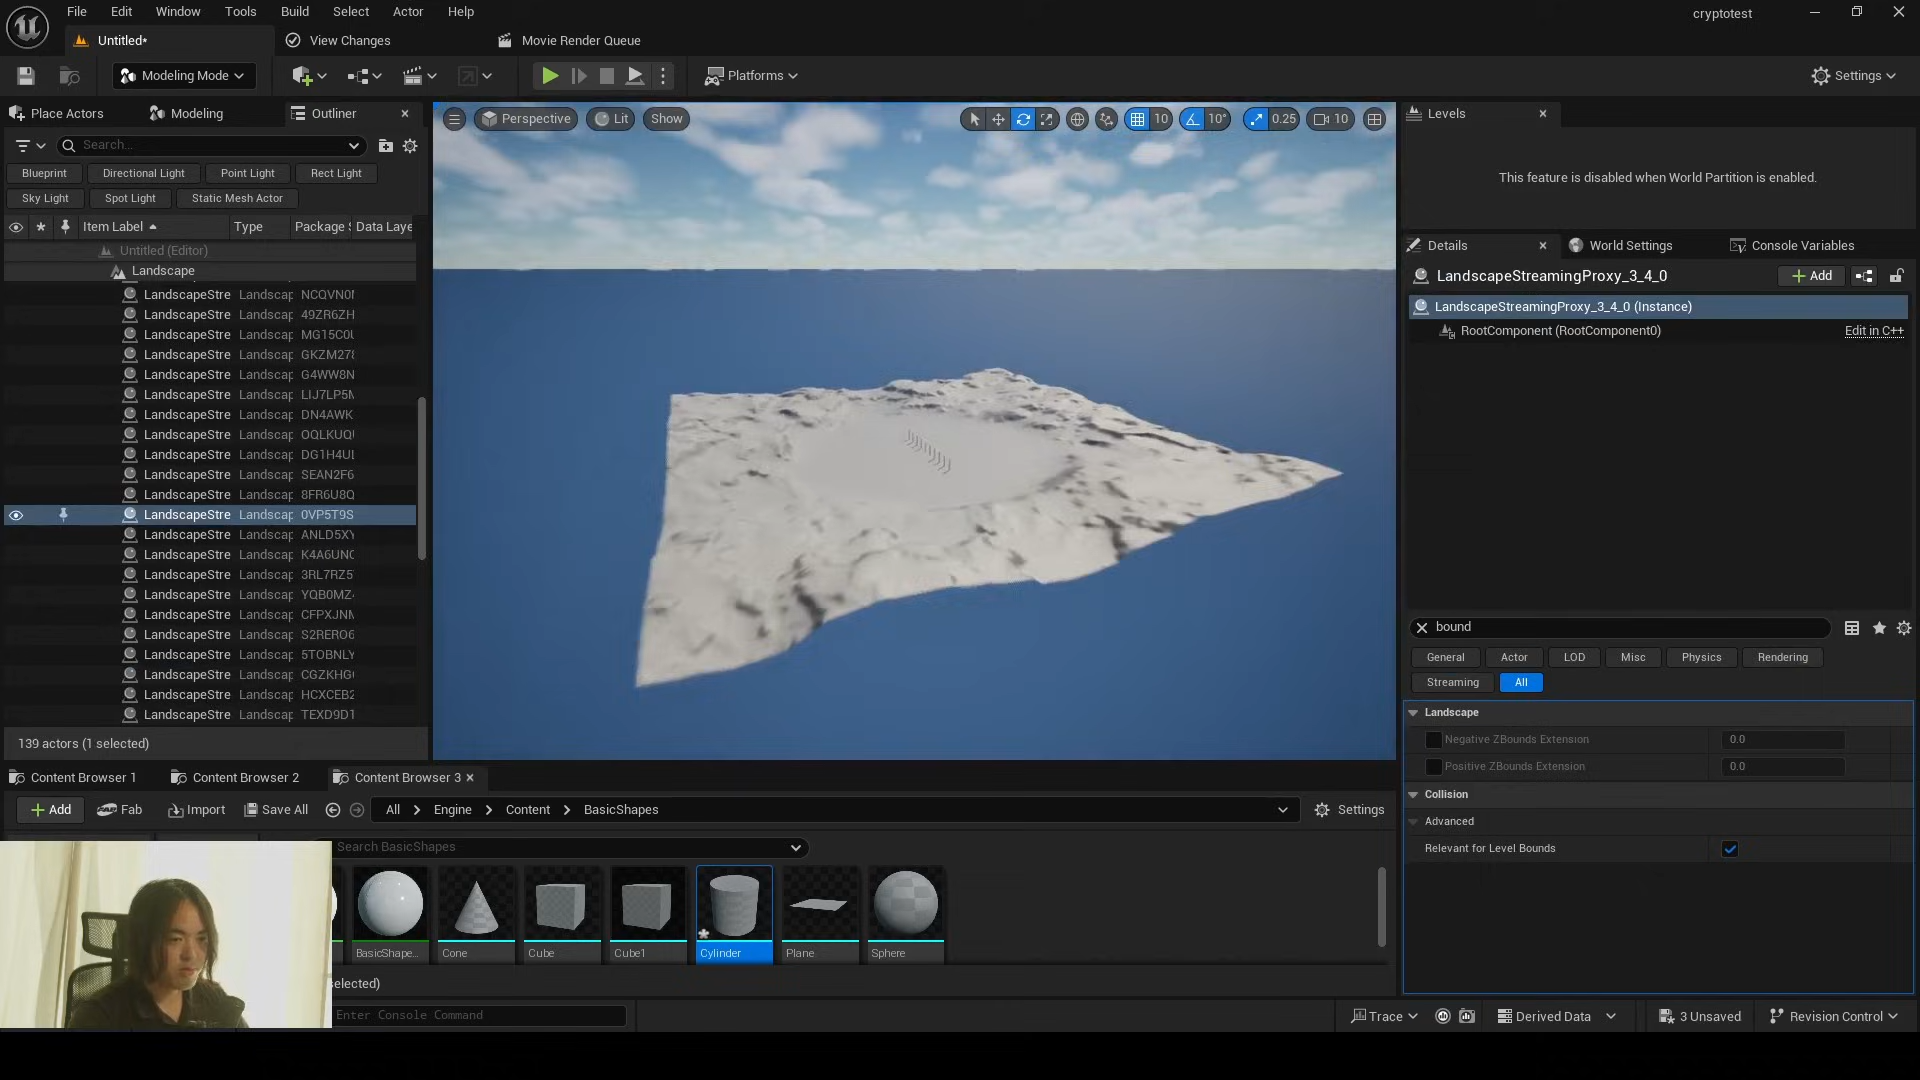 File Edit Window Tools Build Select Actor Help
cryptotest
Untitled*
View Changes
Movie Render Queue
Modeling Mode
Platforms
Settings
Place Actors
Modeling
Outliner
Search...
Blueprint
Directional Light
Point Light
Rect Light
Sky Light
Spot Light
Static Mesh Actor
Item Label Type Package S Data Laye
Untitled (Editor)
Landscape
LandscapeStre Landscap NCQVN0I
LandscapeStre Landscap 49ZR6ZH
LandscapeStre Landscap MG15C0U
LandscapeStre Landscap GKZM278
LandscapeStre Landscap G4WW8N
LandscapeStre Landscap LIJ7LP5M
LandscapeStre Landscap DN4AWK
LandscapeStre Landscap OQLKUQ
LandscapeStre Landscap DG1H4UL
LandscapeStre Landscap SEAN2F6
LandscapeStre Landscap 8FR6U8Q
LandscapeStre Landscap 0VP5T9S
LandscapeStre Landscap ANLD5XY
LandscapeStre Landscap K4A6UNC
LandscapeStre Landscap 3RL7RZ5
LandscapeStre Landscap YQB0MZ
LandscapeStre Landscap CFPXJNM
LandscapeStre Landscap S2RERO6
LandscapeStre Landscap 5TOBNLY
LandscapeStre Landscap CGZKHG
LandscapeStre Landscap HCXCEB2
LandscapeStre Landscap TEXD9D1
139 actors (1 selected)
Perspective
Lit
Show
10
10°
0.25
10
Levels
This feature is disabled when World Partition is enabled.
Details
World Settings
Console Variables
LandscapeStreamingProxy_3_4_0
Add
LandscapeStreamingProxy_3_4_0 (Instance)
RootComponent (RootComponent0)
Edit in C++
bound
General
Actor
LOD
Misc
Physics
Rendering
Streaming
All
Landscape
Negative ZBounds Extension 0.0
Positive ZBounds Extension 0.0
Collision
Advanced
Relevant for Level Bounds
Content Browser 1
Content Browser 2
Content Browser 3
Add
Fab
Import
Save All
All > Engine > Content > BasicShapes
Settings
Search BasicShapes
BasicShape...
Cone
Cube
Cube1
Cylinder
Plane
Sphere
elected)
Enter Console Command
Trace
Derived Data
3 Unsaved
Revision Control